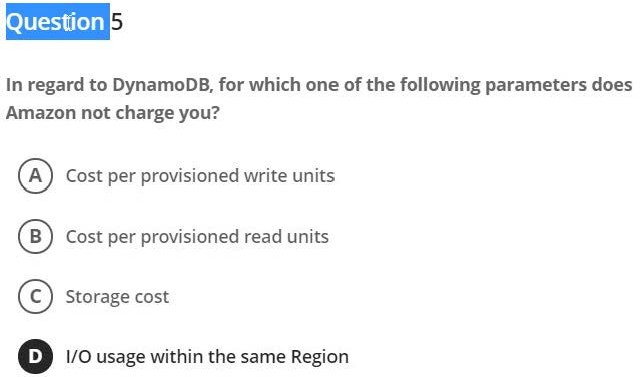 Question 5
In regard to DynamoDB, for which one of the following parameters does
Amazon not charge you?
A Cost per provisioned write units
B Cost per provisioned read units
C Storage cost
D I/O usage within the same Region